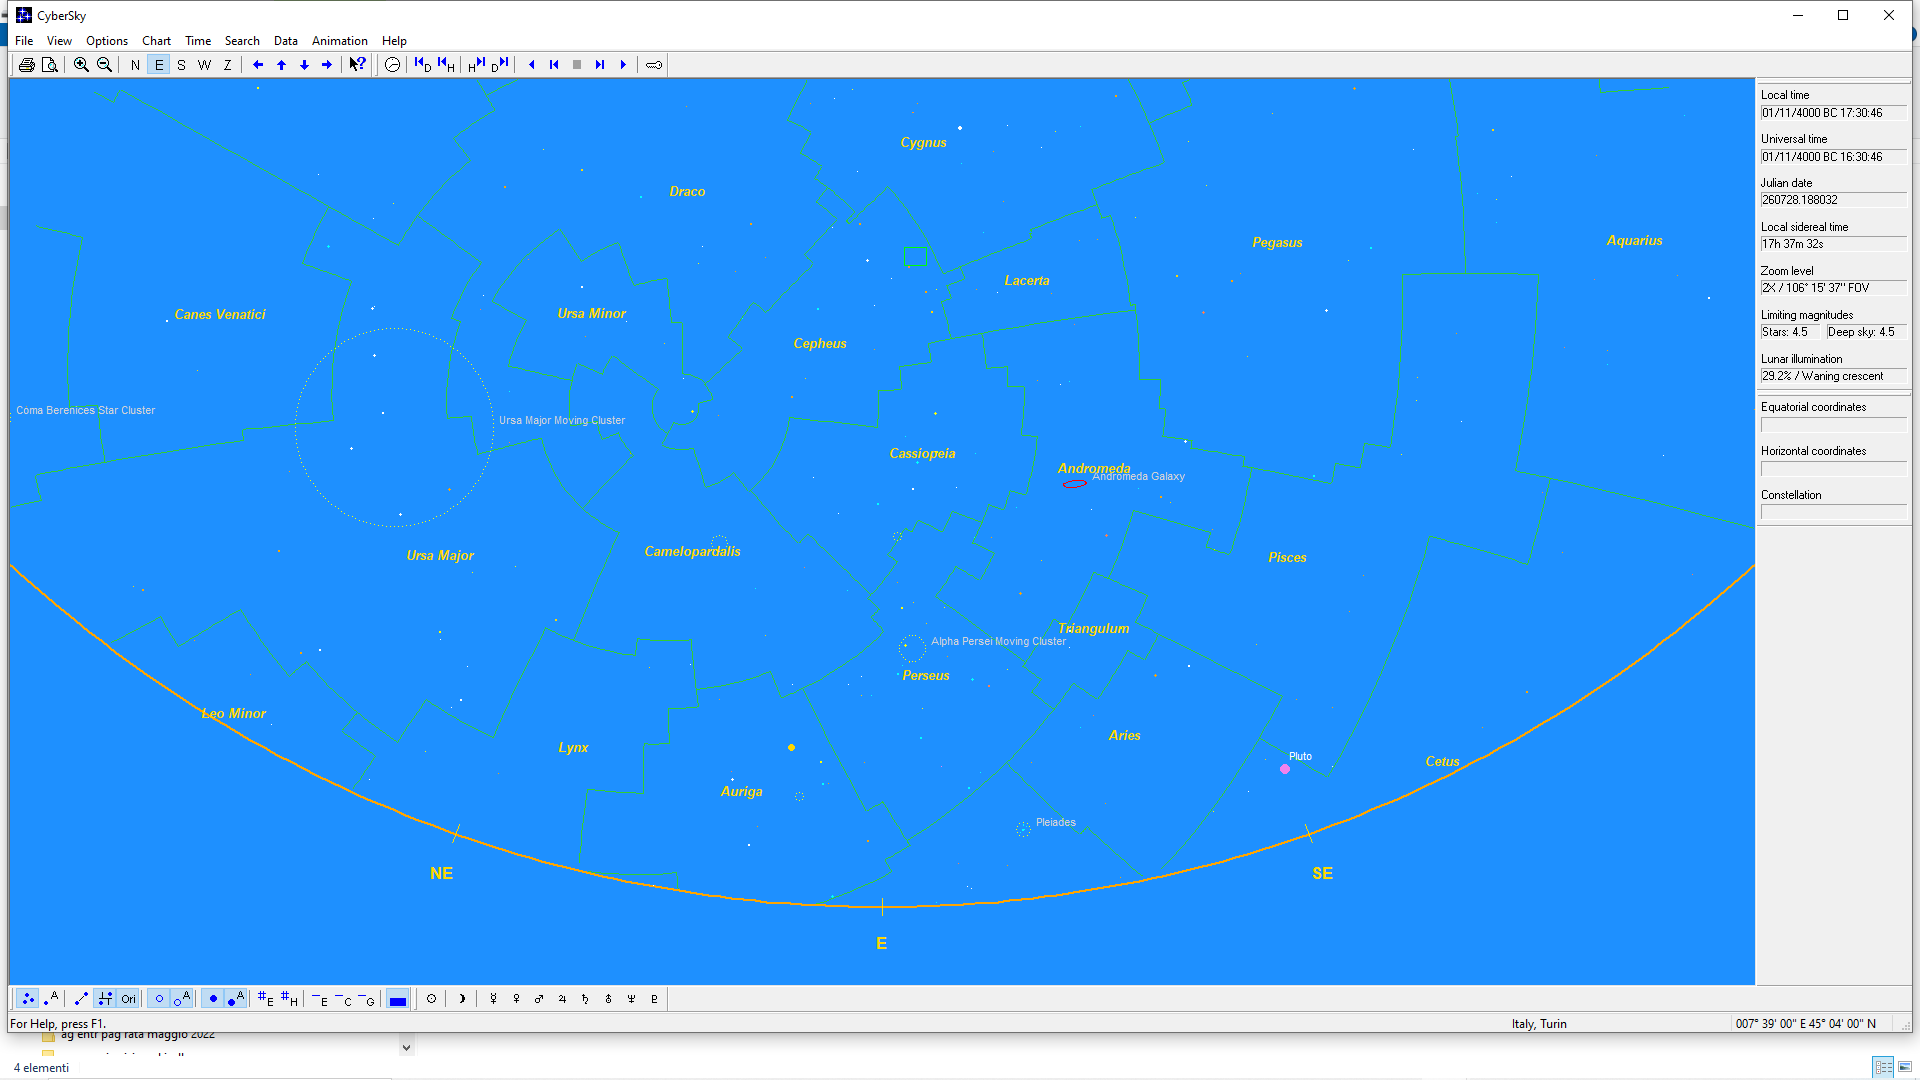 CyberSky
File View Options Chart Time Search Data Animation Help
N E S W Z D H H D
Local time
01/11/4000 BC 17:30:46
Universal time
01/11/4000 BC 16:30:46
Julian date
260728.188032
Local sidereal time
17h 37m 32s
Zoom level
2X / 106° 15' 37" FOV
Limiting magnitudes
Stars: 4.5 Deep sky: 4.5
Lunar illumination
29.2% / Waning crescent
Equatorial coordinates
Horizontal coordinates
Constellation
Cygnus
Draco
Pegasus
Aquarius
Lacerta
Canes Venatici
Ursa Minor
Cepheus
Coma Berenices Star Cluster
Ursa Major Moving Cluster
Cassiopeia
Andromeda
Andromeda Galaxy
Ursa Major
Camelopardalis
Pisces
Triangulum
Alpha Persei Moving Cluster
Perseus
Leo Minor
Lynx
Aries
Pluto
Cetus
Auriga
Pleiades
NE
SE
E
A Ori A A #E #H E C G
For Help, press F1.
Italy, Turin
007° 39' 00" E 45° 04' 00" N
ag entr pag rata maggio 2022
4 elementi